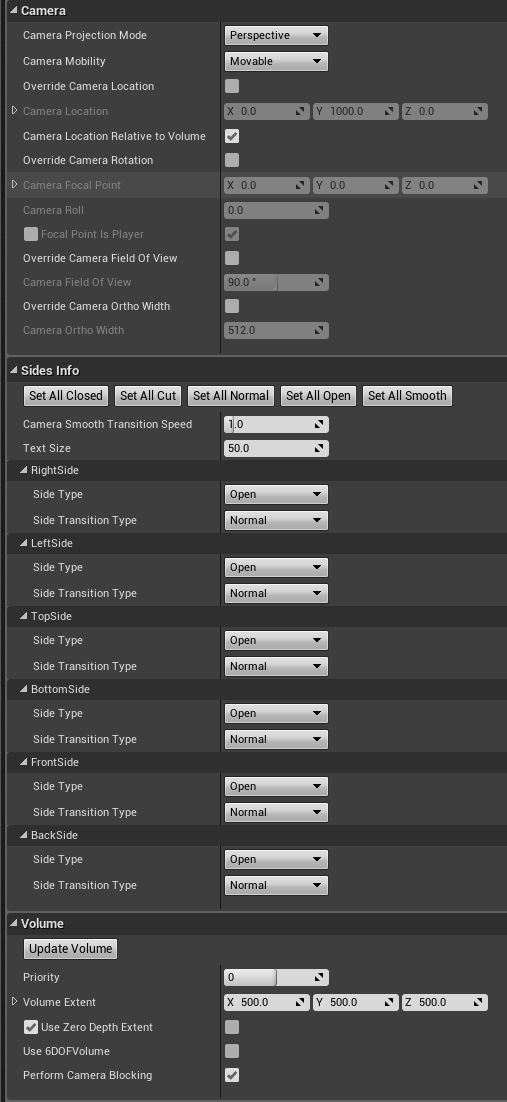 Camera
Camera Projection Mode Perspective
Camera Mobility Movable
Override Camera Location
Camera Location X 0.0 Y 1000.0 Z 0.0
Camera Location Relative to Volume
Override Camera Rotation
Camera Focal Point X 0.0 Y 0.0 Z 0.0
Camera Roll 0.0
Focal Point Is Player
Override Camera Field Of View
Camera Field Of View 90.0 °
Override Camera Ortho Width
Camera Ortho Width 512.0
Sides Info
Set All Closed Set All Cut Set All Normal Set All Open Set All Smooth
Camera Smooth Transition Speed 1.0
Text Size 50.0
RightSide
Side Type Open
Side Transition Type Normal
LeftSide
Side Type Open
Side Transition Type Normal
TopSide
Side Type Open
Side Transition Type Normal
BottomSide
Side Type Open
Side Transition Type Normal
FrontSide
Side Type Open
Side Transition Type Normal
BackSide
Side Type Open
Side Transition Type Normal
Volume
Update Volume
Priority 0
Volume Extent X 500.0 Y 500.0 Z 500.0
Use Zero Depth Extent
Use 6DOFVolume
Perform Camera Blocking